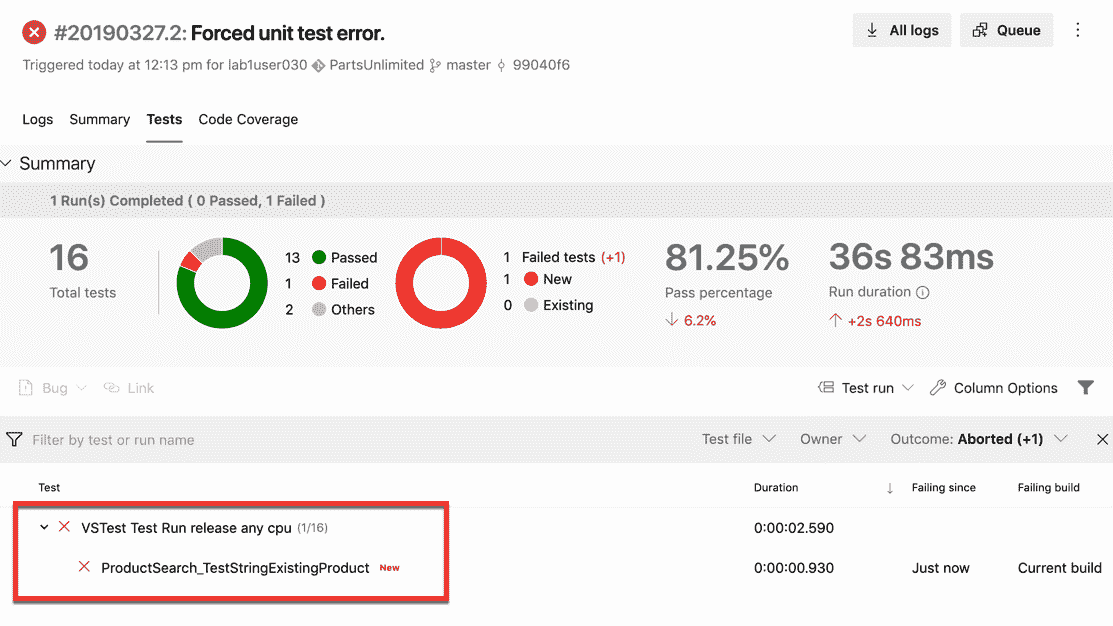 #20190327.2: Forced unit test error.
All logs
Queue
Triggered today at 12:13 pm for lab1user030 PartsUnlimited master 99040f6
Logs Summary Tests Code Coverage
Summary
1 Run(s) Completed ( 0 Passed, 1 Failed )
16
Total tests
13 Passed
1 Failed
2 Others
1 Failed tests (+1)
1 New
0 Existing
81.25%
Pass percentage
6.2%
36s 83ms
Run duration
+2s 640ms
Bug Link
Test run Column Options
Filter by test or run name
Test file Owner Outcome: Aborted (+1)
Test Duration Failing since Failing build
VSTest Test Run release any cpu (1/16) 0:00:02.590
ProductSearch_TestStringExistingProduct New 0:00:00.930 Just now Current build